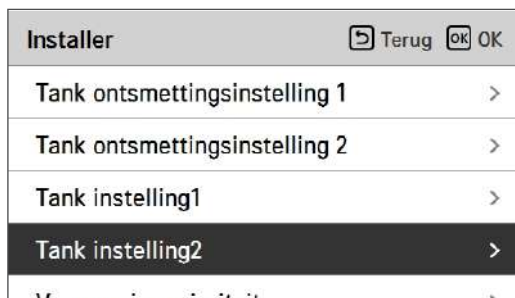 Installer Terug OK OK
Tank ontsmettingsinstelling 1 >
Tank ontsmettingsinstelling 2 >
Tank instelling1 >
Tank instelling2 >